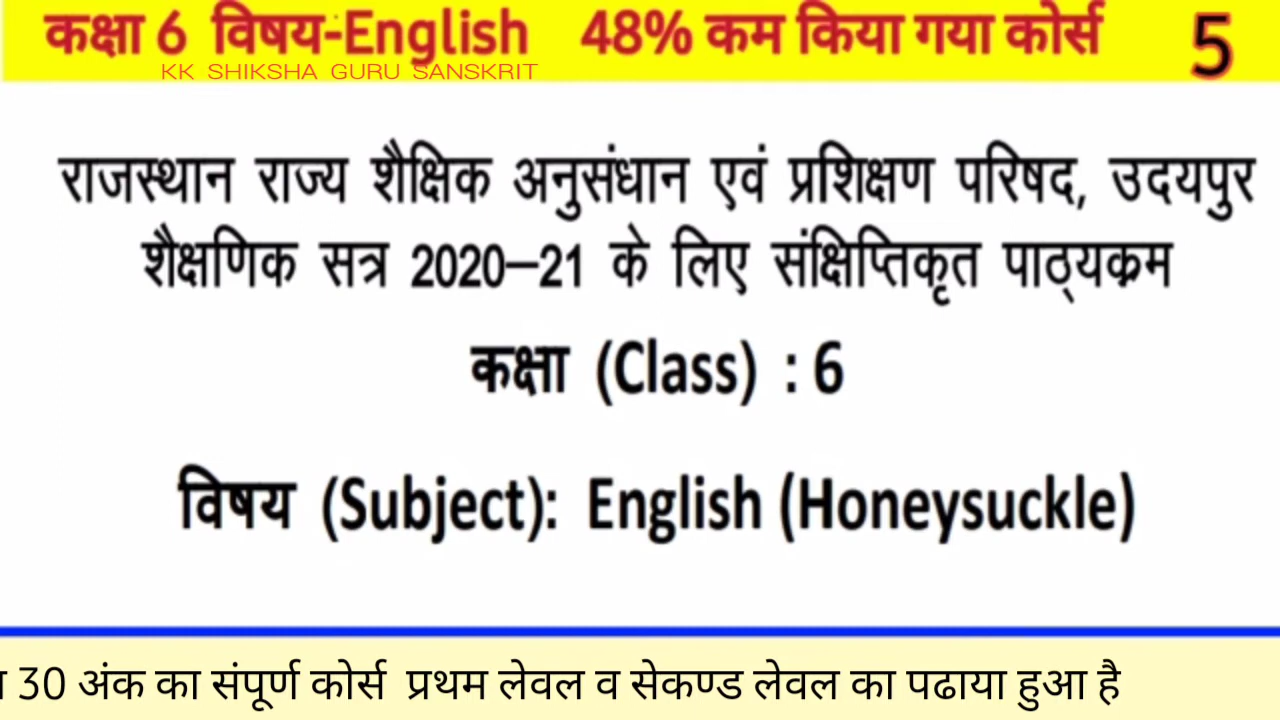 कक्षा 6 विषय-English 48% कम किया गया कोर्स 5
KK SHIKSHA GURU SANSKRIT
राजस्थान राज्य शैक्षिक अनुसंधान एवं प्रशिक्षण परिषद, उदयपुर
शैक्षणिक सत्र 2020–21 के लिए संक्षिप्तिकृत पाठ्यक्रम
कक्षा (Class) : 6
विषय (Subject): English (Honeysuckle)
30 अंक का संपूर्ण कोर्स प्रथम लेवल व सेकण्ड लेवल का पढाया हुआ है